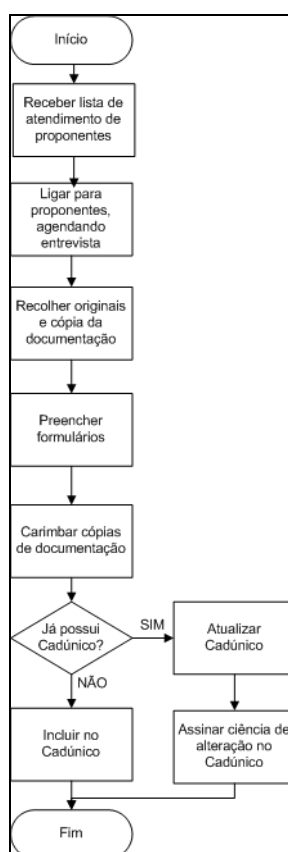 Início
Receber lista de
atendimento de
proponentes
Ligar para
proponentes,
agendando
entrevista
Recolher originais
e cópia da
documentação
Preencher
formulários
Carimbar cópias
de documentação
Já possui
Cadúnico?
SIM
Atualizar
Cadúnico
NÃO
Incluir no
Cadúnico
Assinar ciência de
alteração no
Cadúnico
Fim